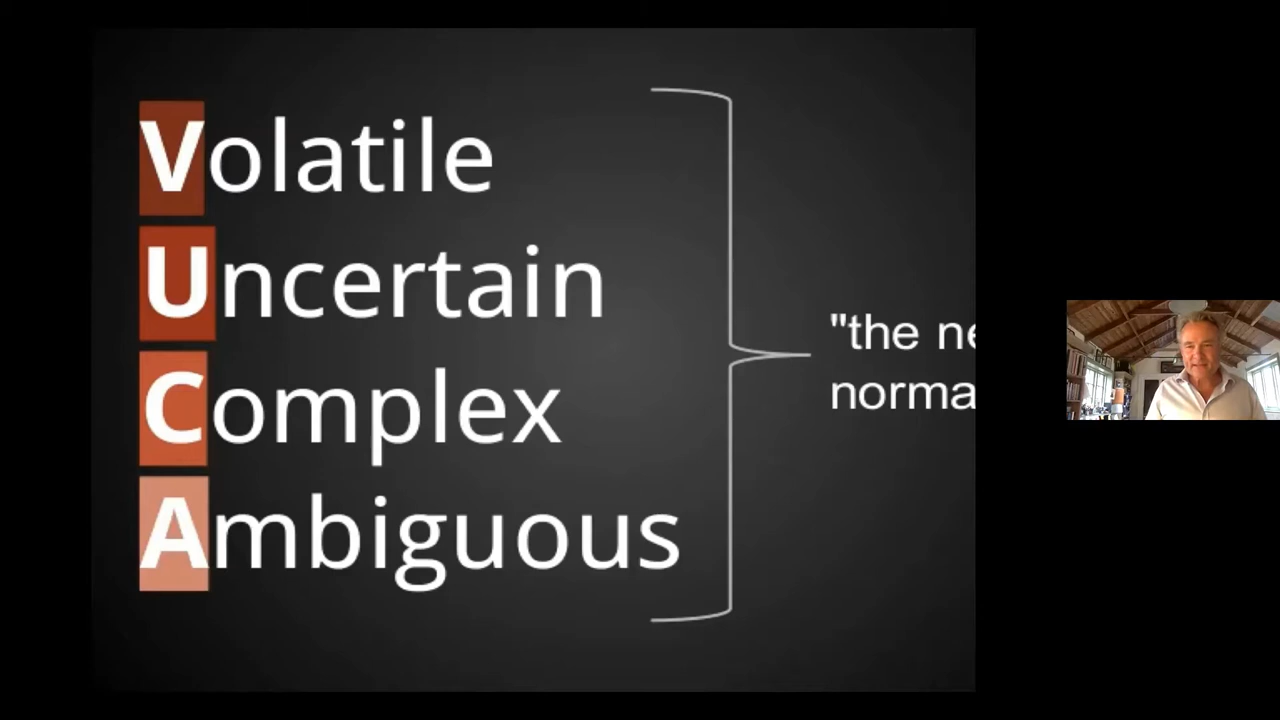 Volatile
Uncertain
Complex
Ambiguous
"the ne
norma